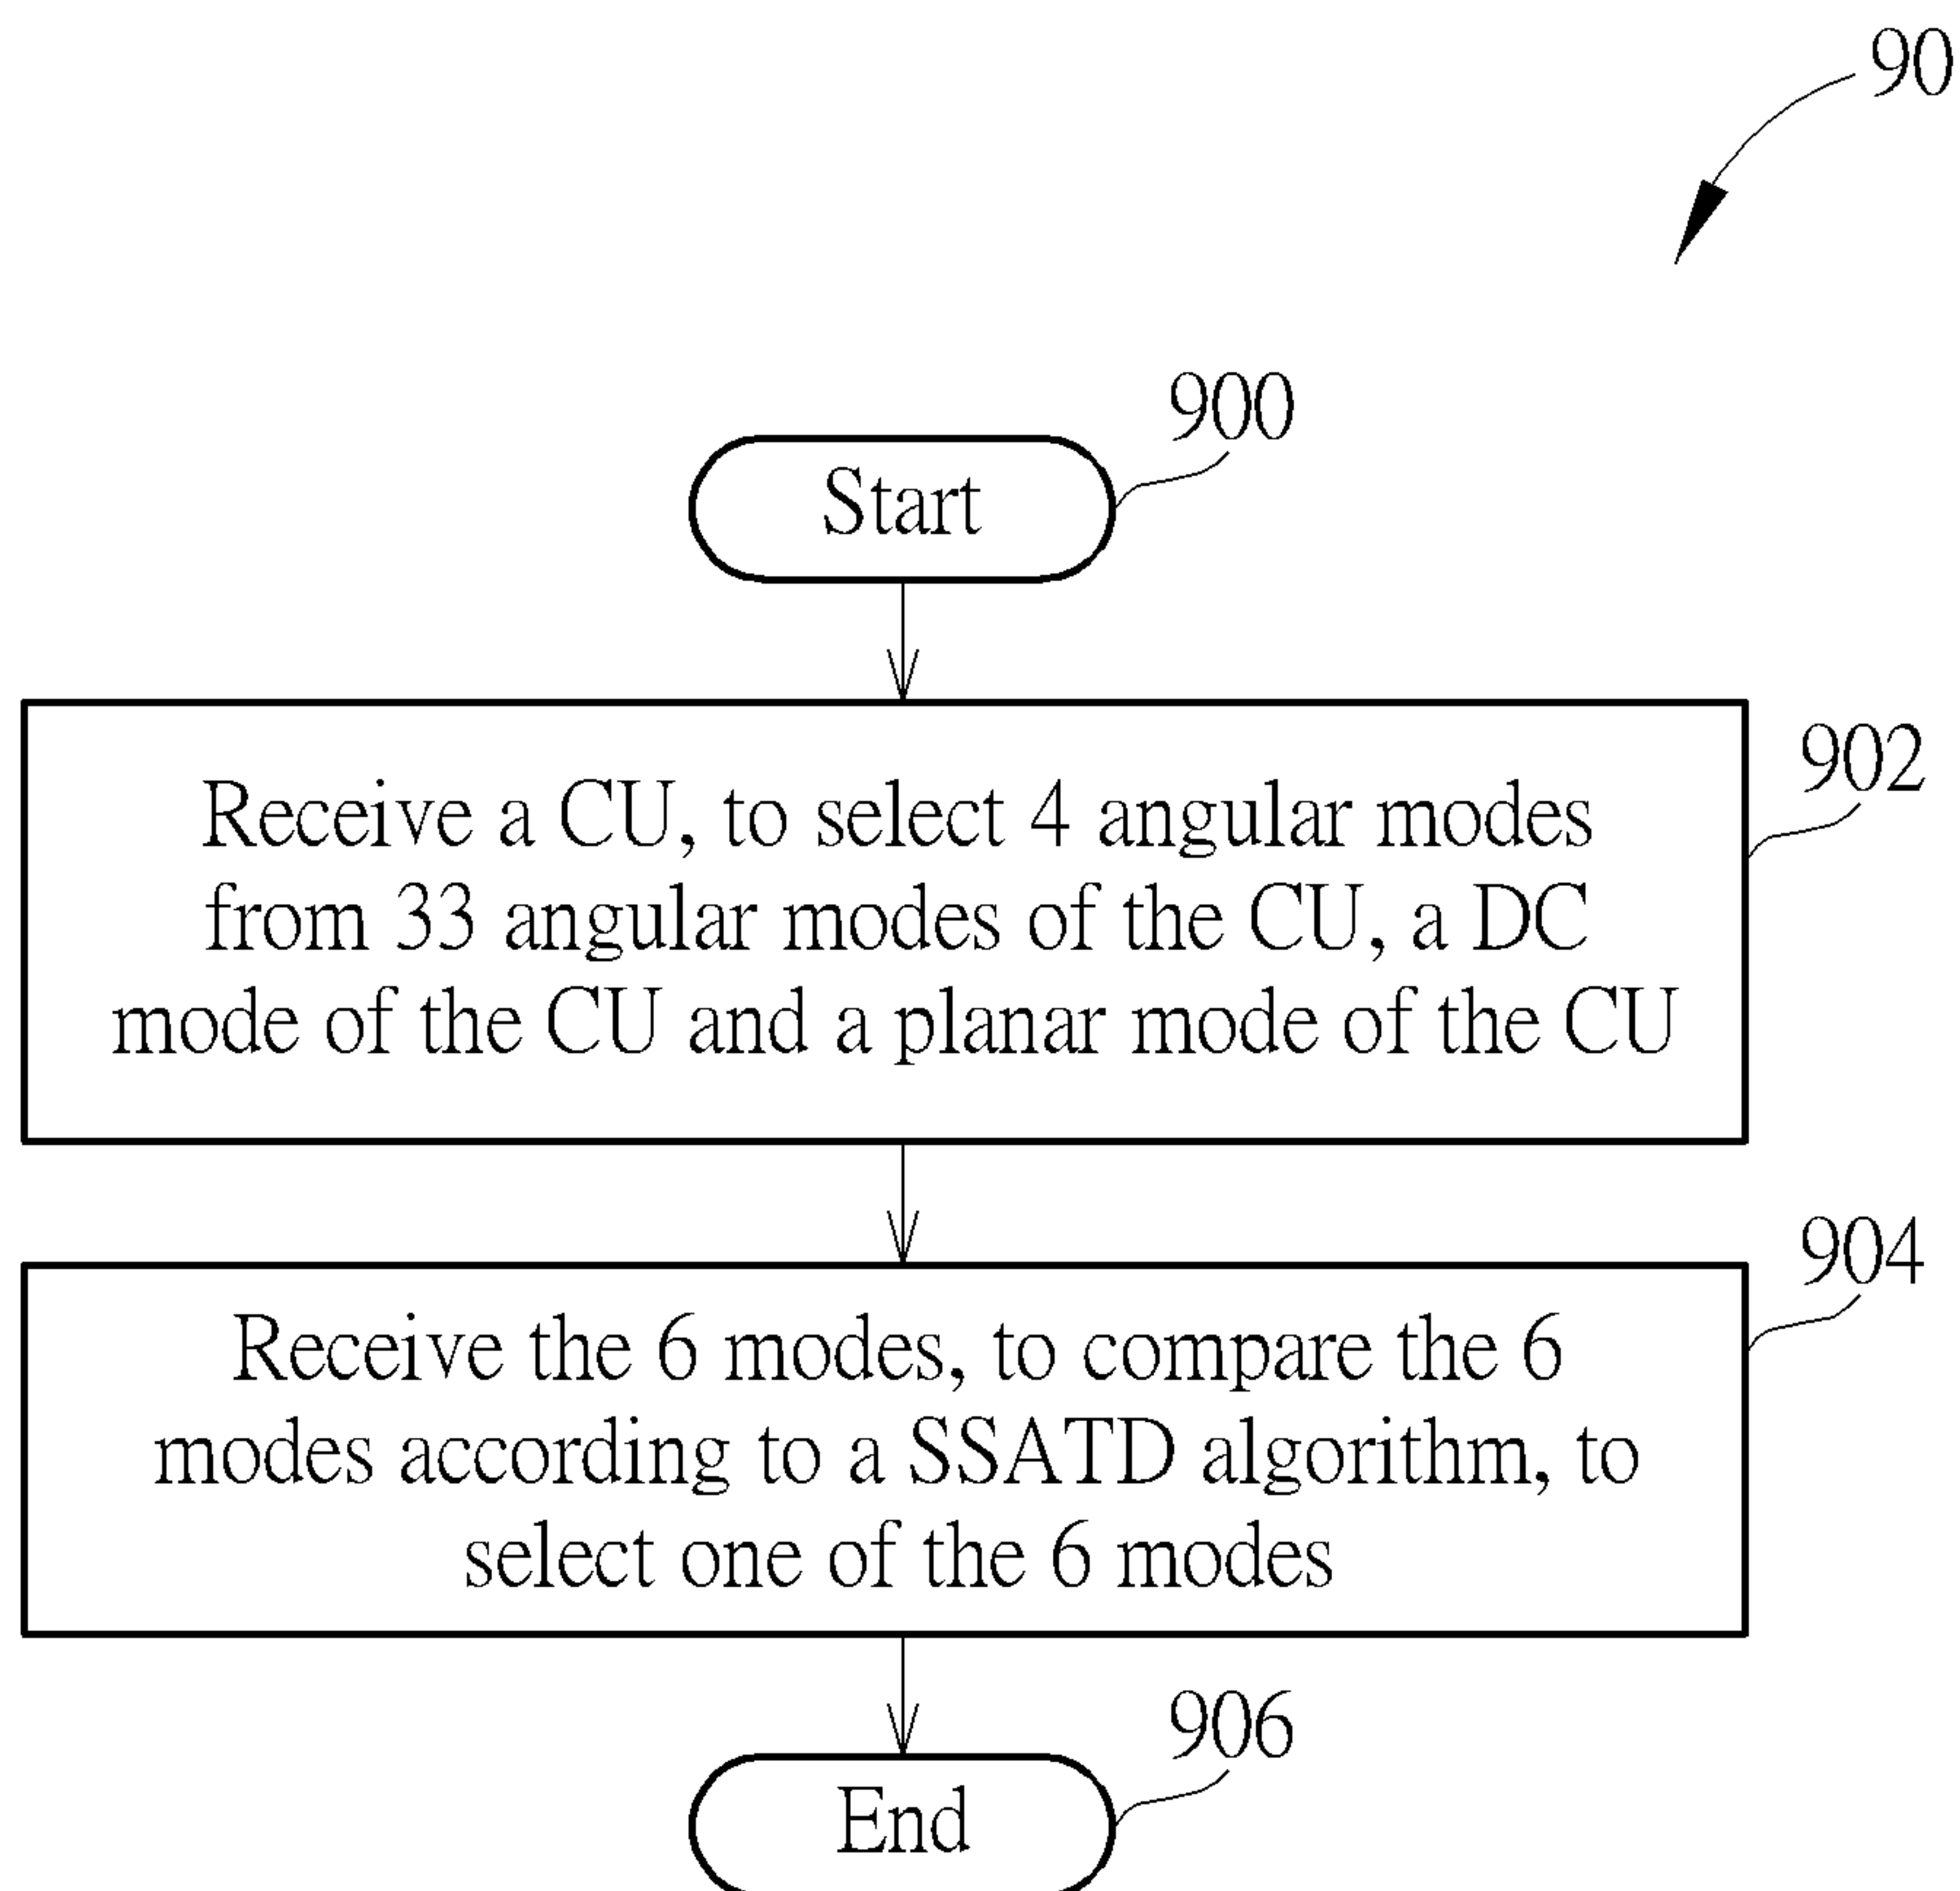 90
900
Start
902
Receive a CU, to select 4 angular modes
from 33 angular modes of the CU, a DC
mode of the CU and a planar mode of the CU
904
Receive the 6 modes, to compare the 6
modes according to a SSATD algorithm, to
select one of the 6 modes
906
End